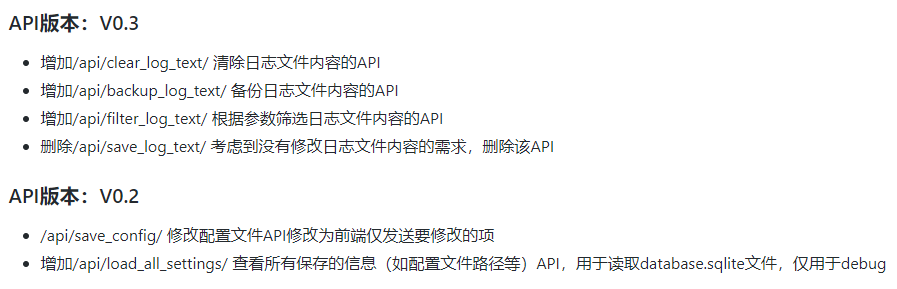 API版本：V0.3
增加/api/clear_log_text/ 清除日志文件内容的API
增加/api/backup_log_text/ 备份日志文件内容的API
增加/api/filter_log_text/ 根据参数筛选日志文件内容的API
删除/api/save_log_text/ 考虑到没有修改日志文件内容的需求，删除该API
API版本：V0.2
/api/save_config/ 修改配置文件API修改为前端仅发送要修改的项
增加/api/load_all_settings/ 查看所有保存的信息（如配置文件路径等）API，用于读取database.sqlite文件，仅用于debug